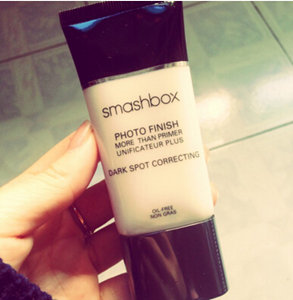 smashbox
PHOTO FINISH
MORE THAN PRIMER
UNIFICATEUR PLUS
DARK SPOT CORRECTING
OIL-FREE
NON GRAS